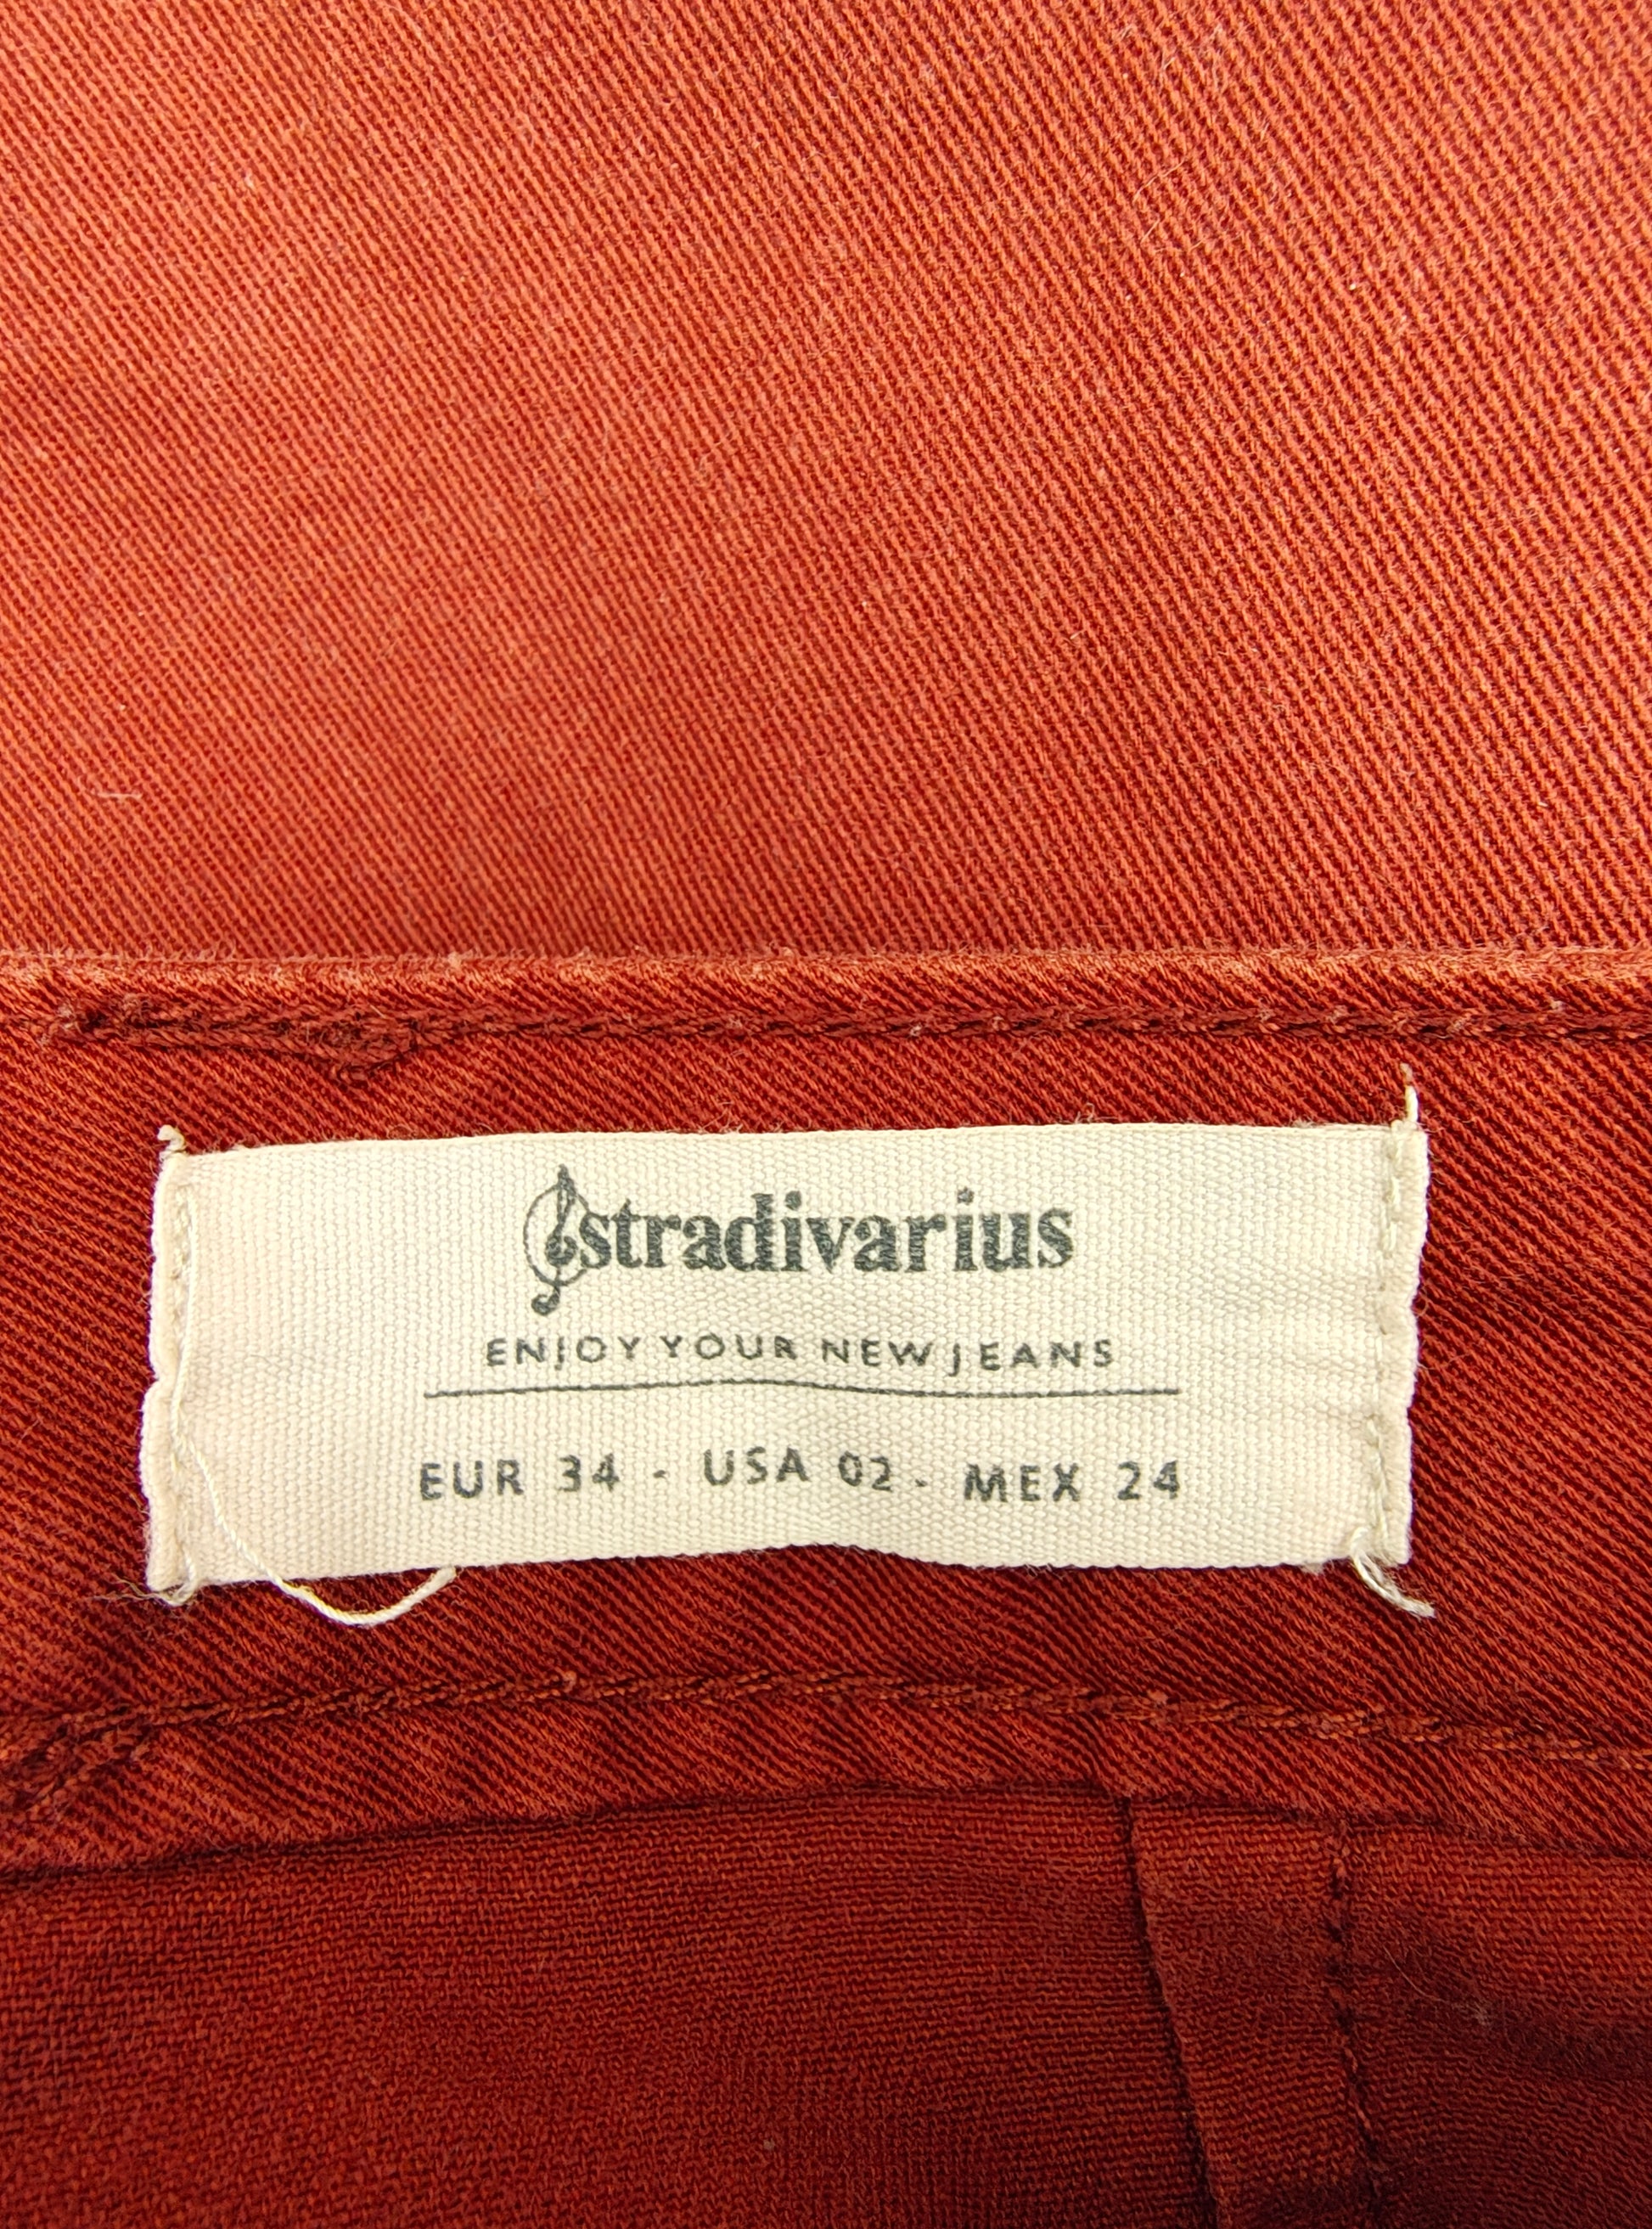 stradivarius
ENJOY YOUR NEW JEANS
EUR 34 - USA 02 - MEX 24